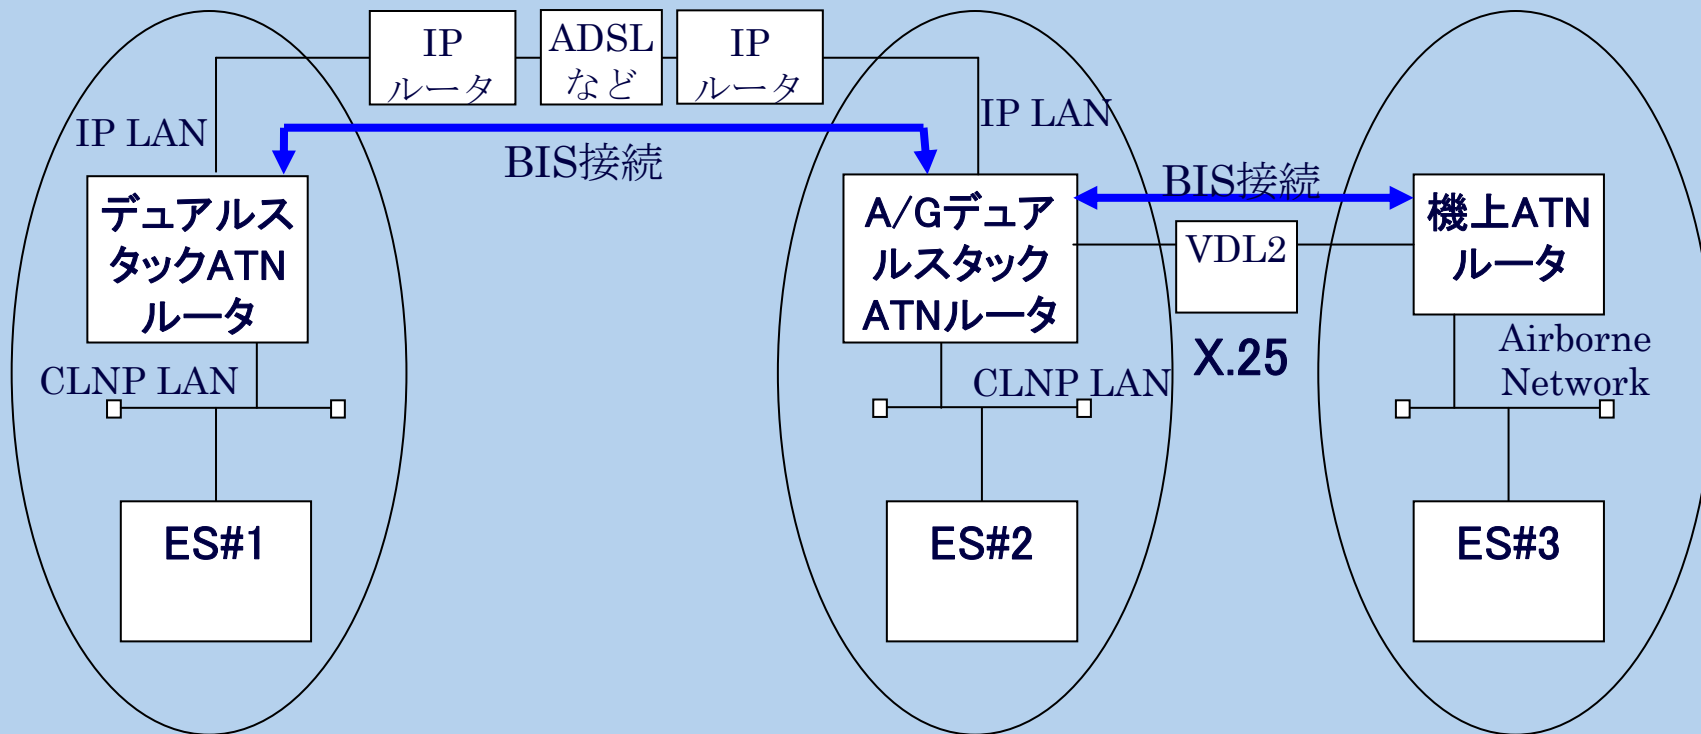 IP
ルータ
ADSL
など
IP
ルータ
IP LAN
IP LAN
BIS接続
BIS接続
デュアルス
タックATN
ルータ
A/Gデュア
ルスタック
ATNルータ
VDL2
機上ATN
ルータ
X.25
CLNP LAN
CLNP LAN
Airborne
Network
ES#1
ES#2
ES#3